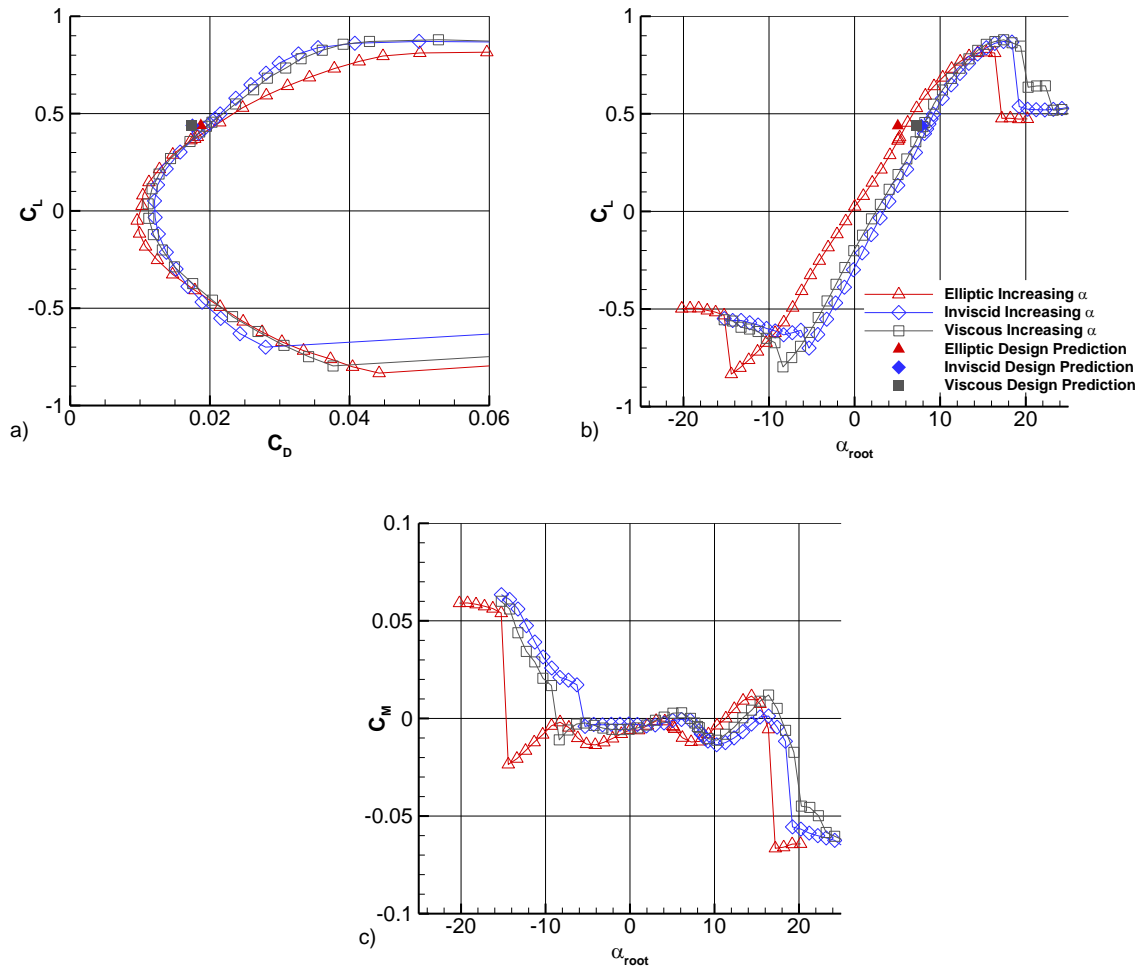 1
0.5
0
-0.5
-1
C_L
0
0.02
0.04
0.06
C_D
a)
1
0.5
0
-0.5
-1
C_L
-20
-10
0
10
20
α_root
b)
Elliptic Increasing α
Inviscid Increasing α
Viscous Increasing α
Elliptic Design Prediction
Inviscid Design Prediction
Viscous Design Prediction
0.1
0.05
0
-0.05
-0.1
C_M
-20
-10
0
10
20
α_root
c)